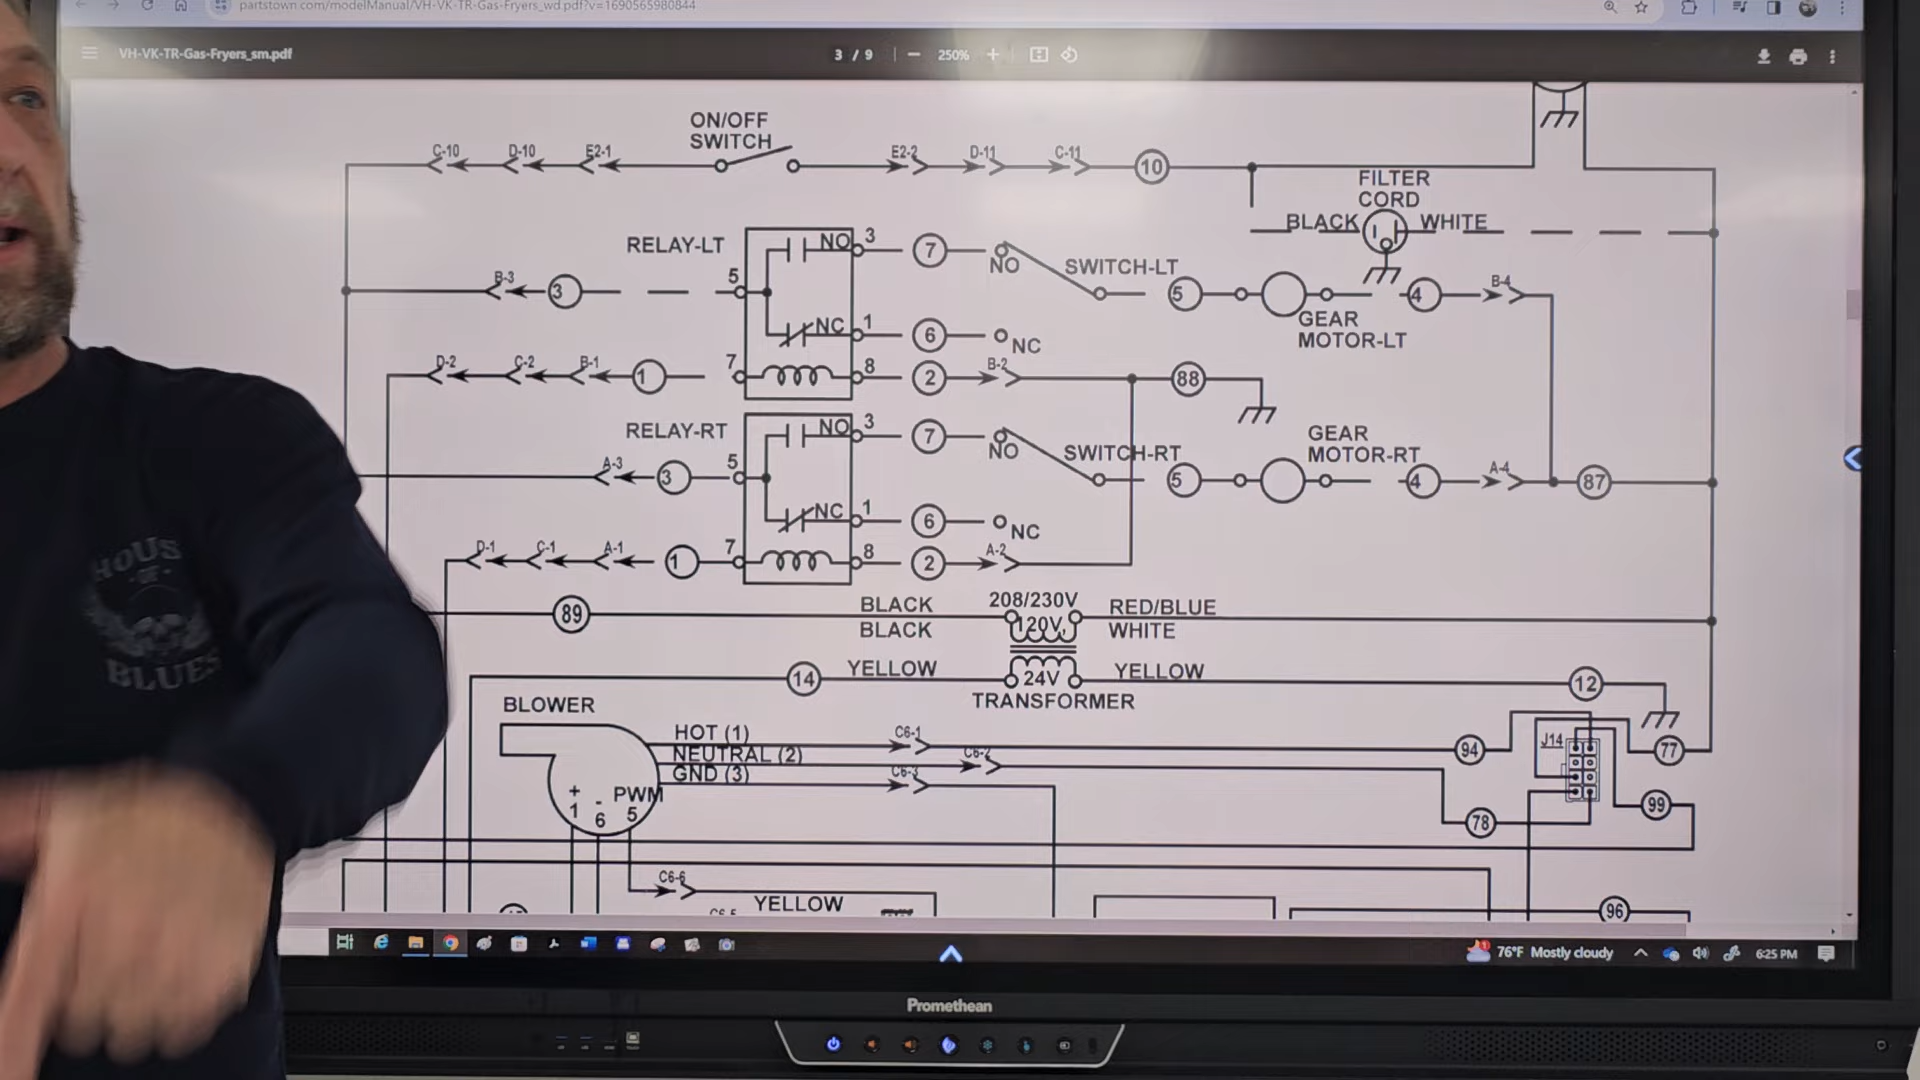 partstown.com/modelManual/VH-VK-TR-Gas-Fryers_wd.pdf?v=1690565980844
VH-VK-TR-Gas-Fryers_sm.pdf
3 / 9
250%
ON/OFF
SWITCH
C-10
D-10
E2-1
E2-2
D-11
C-11
10
FILTER
CORD
BLACK
WHITE
RELAY-LT
NO
3
7
NO
SWITCH-LT
5
4
B-4
B-3
3
5
GEAR
MOTOR-LT
NC
1
6
NC
D-2
C-2
B-1
1
7
8
2
B-2
88
RELAY-RT
NO
3
7
NO
SWITCH-RT
5
GEAR
MOTOR-RT
4
A-4
87
A-3
3
5
NC
1
6
NC
D-1
C-1
A-1
1
7
8
2
A-2
89
BLACK
BLACK
208/230V
120V,
RED/BLUE
WHITE
14
YELLOW
24V
YELLOW
12
TRANSFORMER
BLOWER
HOT (1)
NEUTRAL (2)
GND (3)
C6-1
C6-2
C6-3
94
J14
77
99
78
+
1
-
6
PWM
5
C6-6
YELLOW
96
HOUSE
OF
BLUES
76°F Mostly cloudy
6:25 PM
Promethean